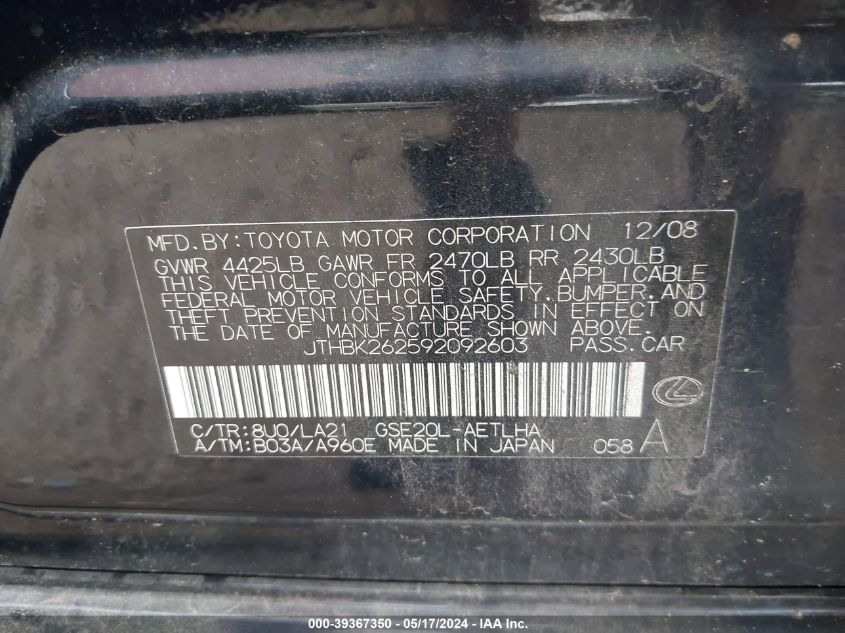 MFD.BY:TOYOTA MOTOR CORPORATION 12/08
GVWR 4425LB GAWR FR 2470LB RR 2430LB
THIS VEHICLE CONFORMS TO ALL APPLICABLE
FEDERAL MOTOR VEHICLE SAFETY,BUMPER,AND
THEFT PREVENTION STANDARDS IN EFFECT ON
THE DATE OF MANUFACTURE SHOWN ABOVE.
JTHBK262592092603 PASS.CAR
C/TR:8U0/LA21 GSE20L-AETLHA
A/TM:B03A/A960E MADE IN JAPAN 058 A
000-39367350 — 05/17/2024 — IAA Inc.